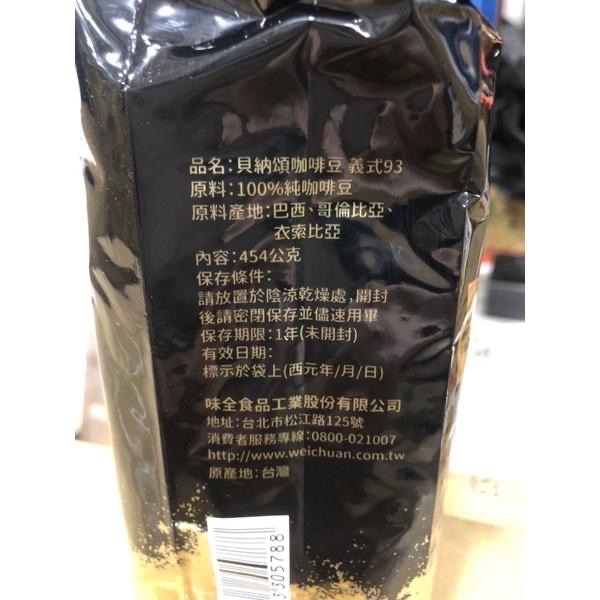 品名:貝納頌咖啡豆 義式93
原料:100%純咖啡豆
原料產地:巴西、哥倫比亞、
衣索比亞
內容:454公克
保存條件:
請放置於陰涼乾燥處,開封
後請密閉保存並儘速用畢
保存期限:1年(未開封)
有效日期:
標示於袋上(西元年/月/日)
味全食品工業股份有限公司
地址:台北市松江路125號
消費者服務專線:0800-021007
http://www.weichuan.com.tw
原產地:台灣
3305788